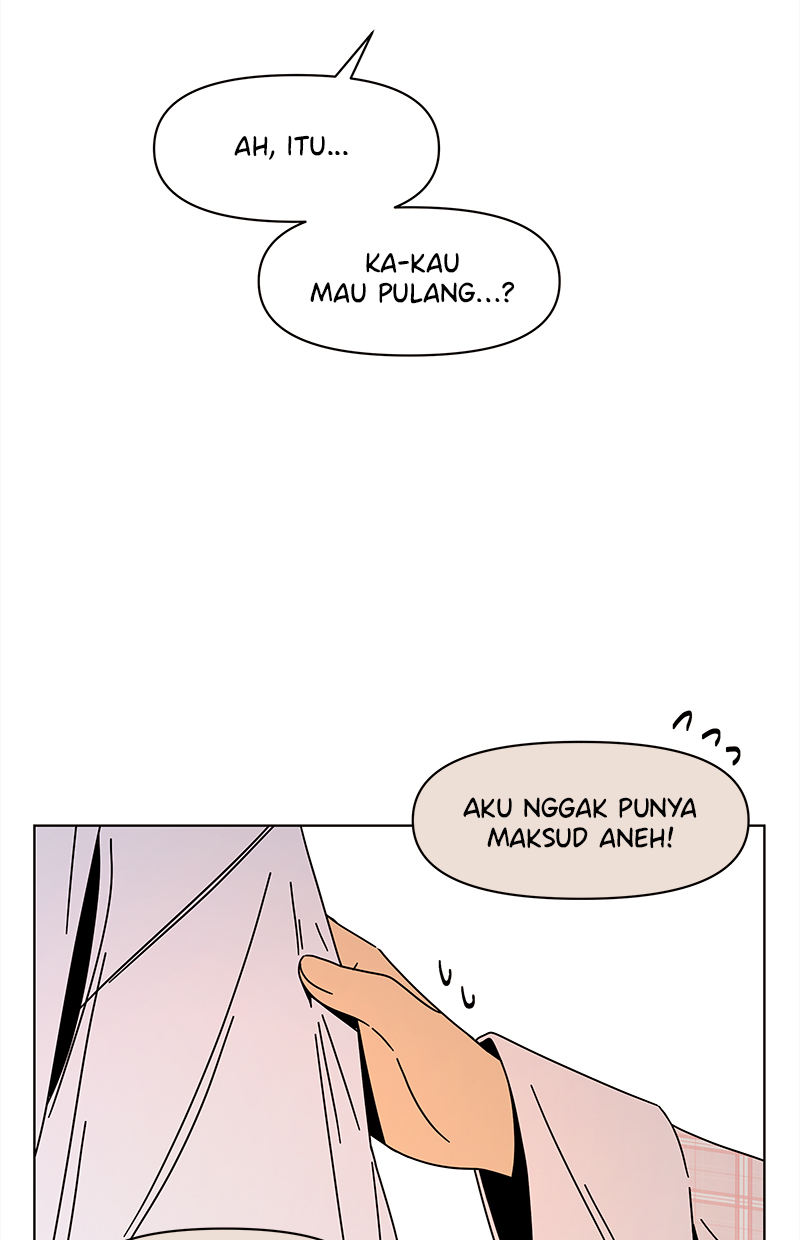 AH, ITU...
KA-KAU
MAU PULANG...?
AKU NGGAK PUNYA
MAKSUD ANEH!